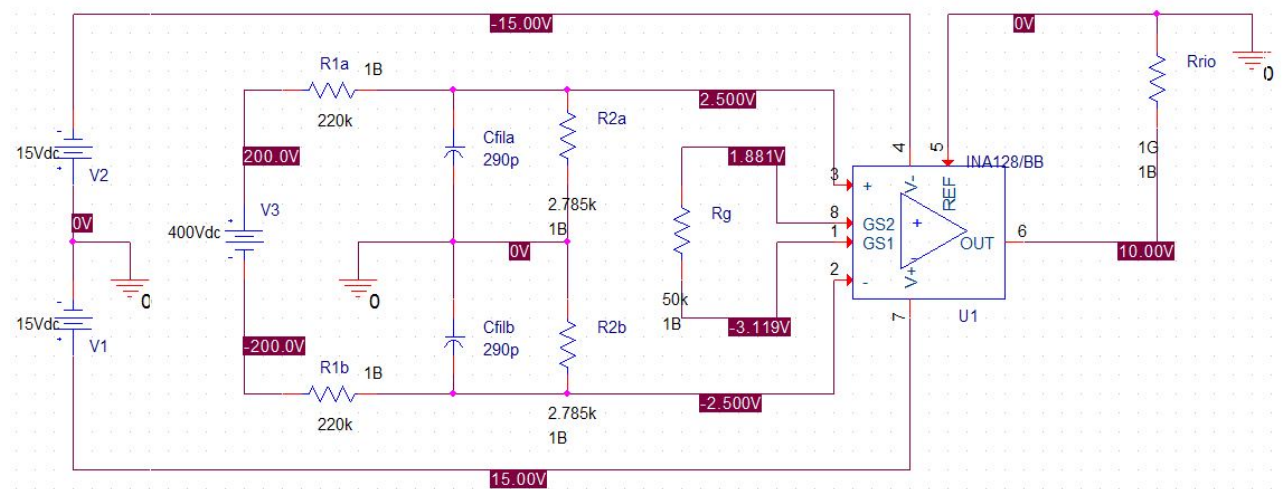 -15.00V
0V
R1a
1B
220k
Rrio
0
2.500V
Cfila
290p
R2a
4
5
INA128/BB
15Vdc
V2
200.0V
1.881V
1G
1B
3
+
V-
REF
2.785k
1B
Rg
8
GS2
+
V3
400Vdc
0V
0V
1
GS1
OUT
6
10.00V
0
0
2
-
-
V+
50k
1B
15Vdc
V1
Cfilb
290p
R2b
-3.119V
7
U1
-200.0V
R1b
1B
220k
-2.500V
2.785k
1B
15.00V